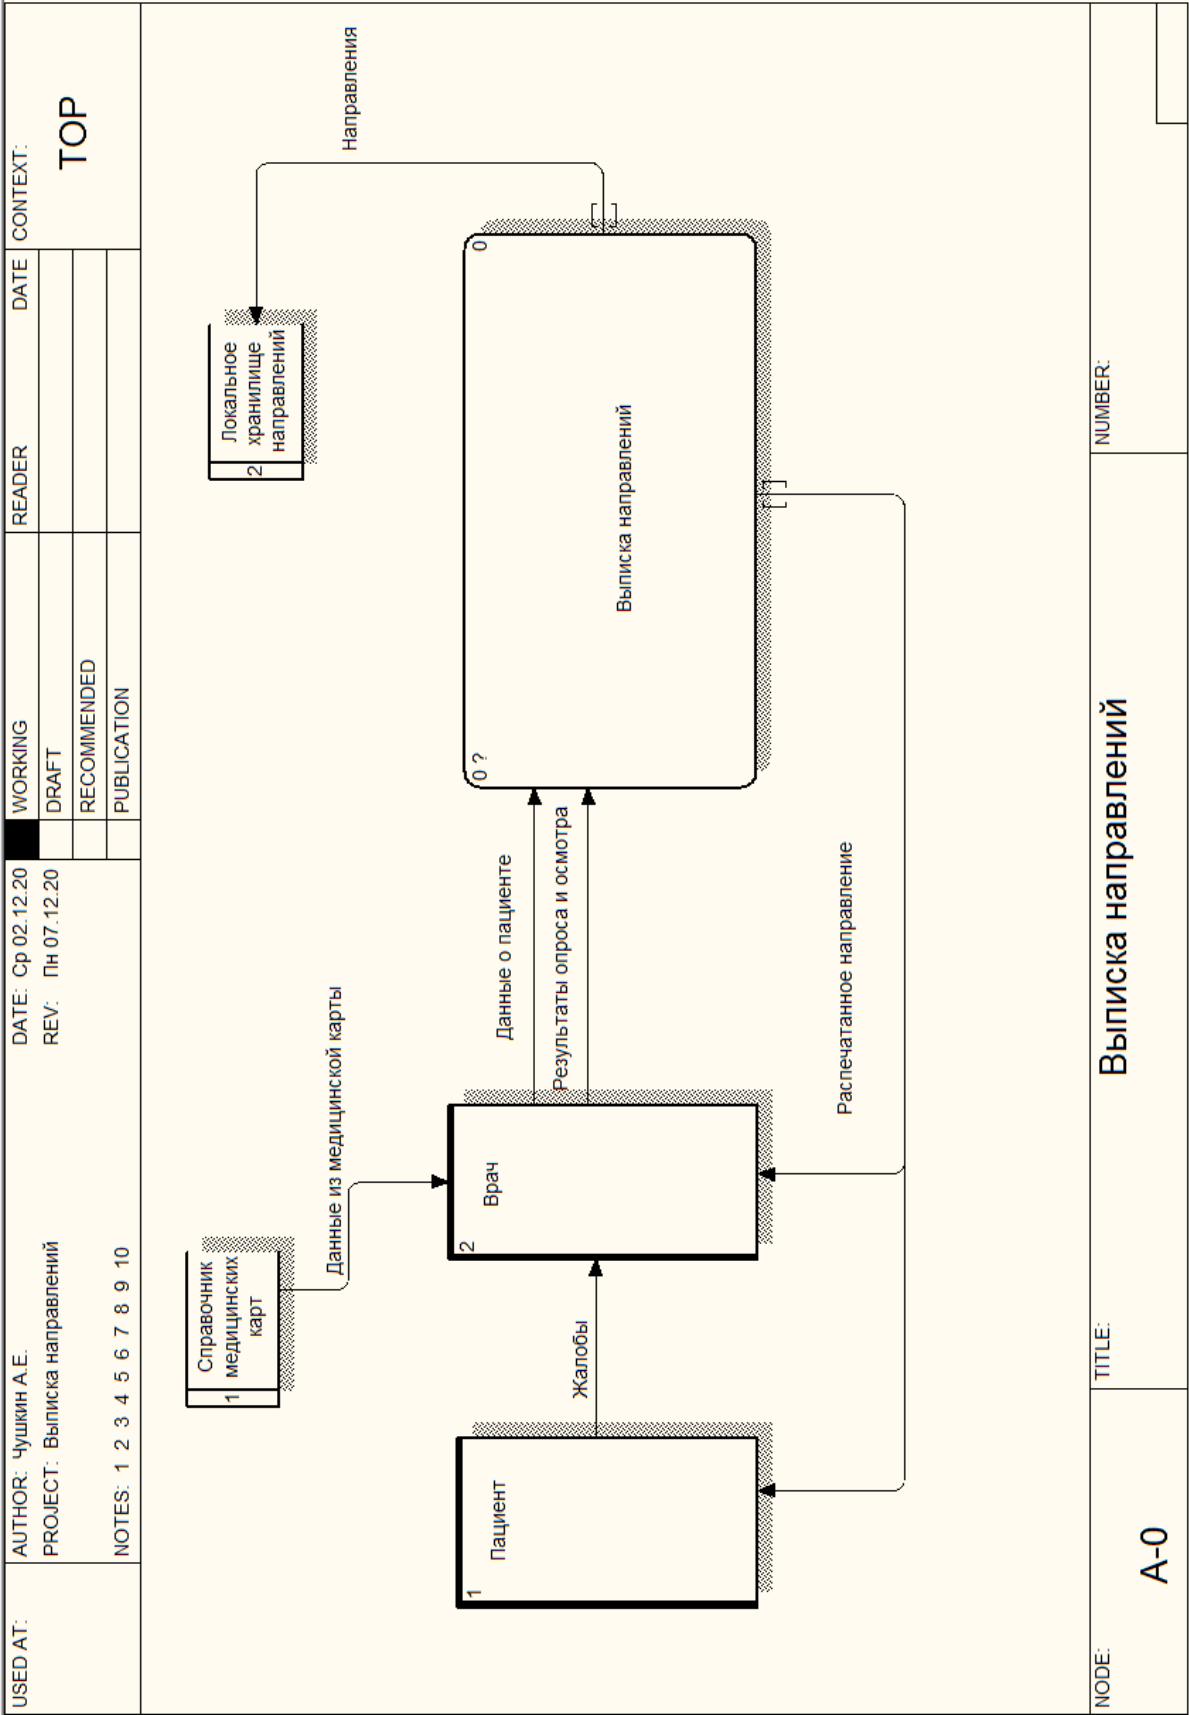 USED AT:
AUTHOR: Чушкин А.Е.
DATE: Ср 02.12.20
REV: Пн 07.12.20
PROJECT: Выписка направлений
NOTES: 1 2 3 4 5 6 7 8 9 10
WORKING
DRAFT
RECOMMENDED
PUBLICATION
READER
DATE
CONTEXT:
TOP
1
Справочник
медицинских
карт
Данные из медицинской карты
2
Локальное
хранилище
направлений
Направления
1
Пациент
Жалобы
2
Врач
Данные о пациенте
Результаты опроса и осмотра
0 ?
0
Выписка направлений
Распечатанное направление
NODE:
A-0
TITLE:
Выписка направлений
NUMBER: